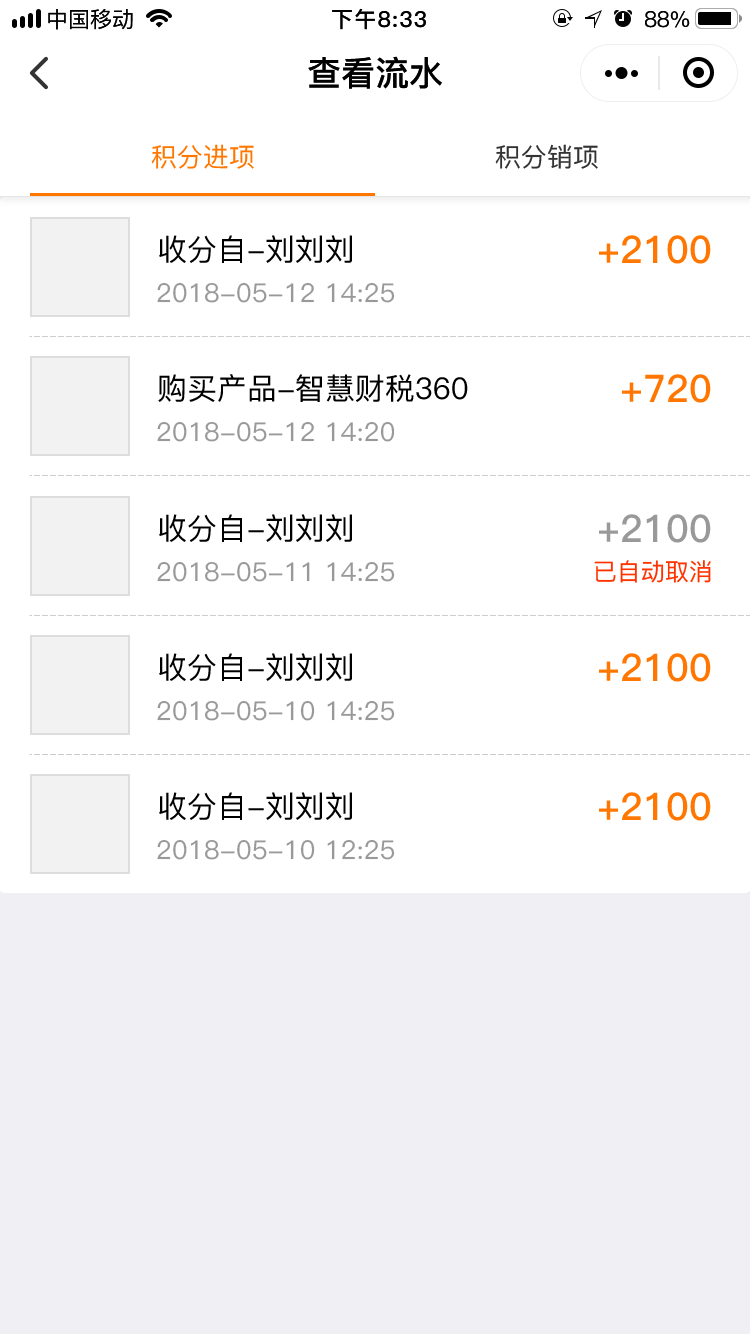 中国移动 下午8:33 88%
查看流水
积分进项 积分销项
收分自-刘刘刘 +2100
2018-05-12 14:25
购买产品-智慧财税360 +720
2018-05-12 14:20
收分自-刘刘刘 +2100
2018-05-11 14:25 已自动取消
收分自-刘刘刘 +2100
2018-05-10 14:25
收分自-刘刘刘 +2100
2018-05-10 12:25